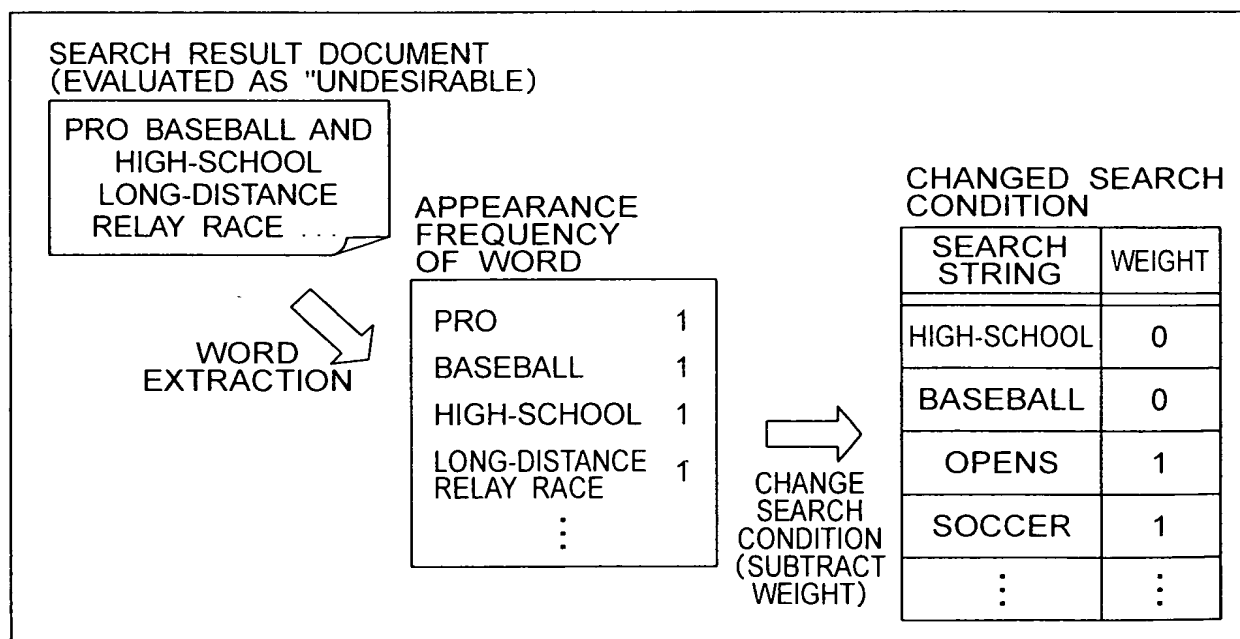 SEARCH RESULT DOCUMENT
(EVALUATED AS "UNDESIRABLE)
PRO BASEBALL AND
HIGH-SCHOOL
LONG-DISTANCE
RELAY RACE ...
WORD
EXTRACTION
APPEARANCE
FREQUENCY
OF WORD
PRO 1
BASEBALL 1
HIGH-SCHOOL 1
LONG-DISTANCE
RELAY RACE 1
⋮
CHANGE
SEARCH
CONDITION
(SUBTRACT
WEIGHT)
CHANGED SEARCH
CONDITION
SEARCH
STRING
WEIGHT
HIGH-SCHOOL 0
BASEBALL 0
OPENS 1
SOCCER 1
⋮ ⋮